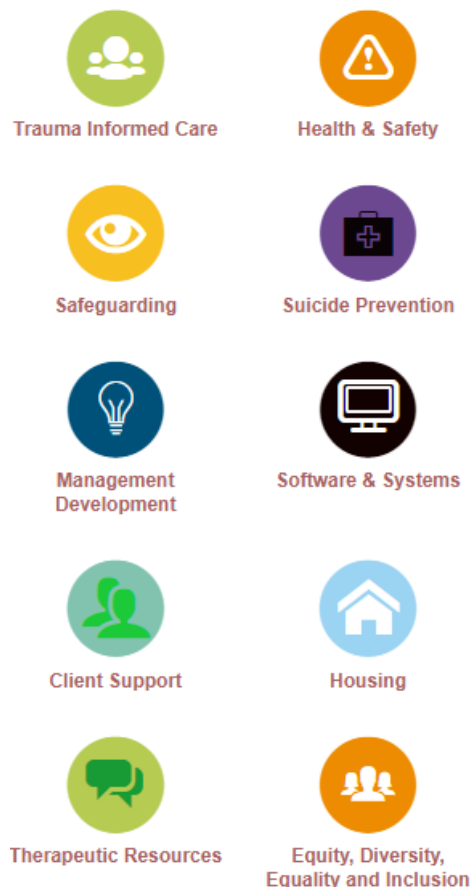 Trauma Informed Care
Health & Safety
Safeguarding
Suicide Prevention
Management
Development
Software & Systems
Client Support
Housing
Therapeutic Resources
Equity, Diversity,
Equality and Inclusion